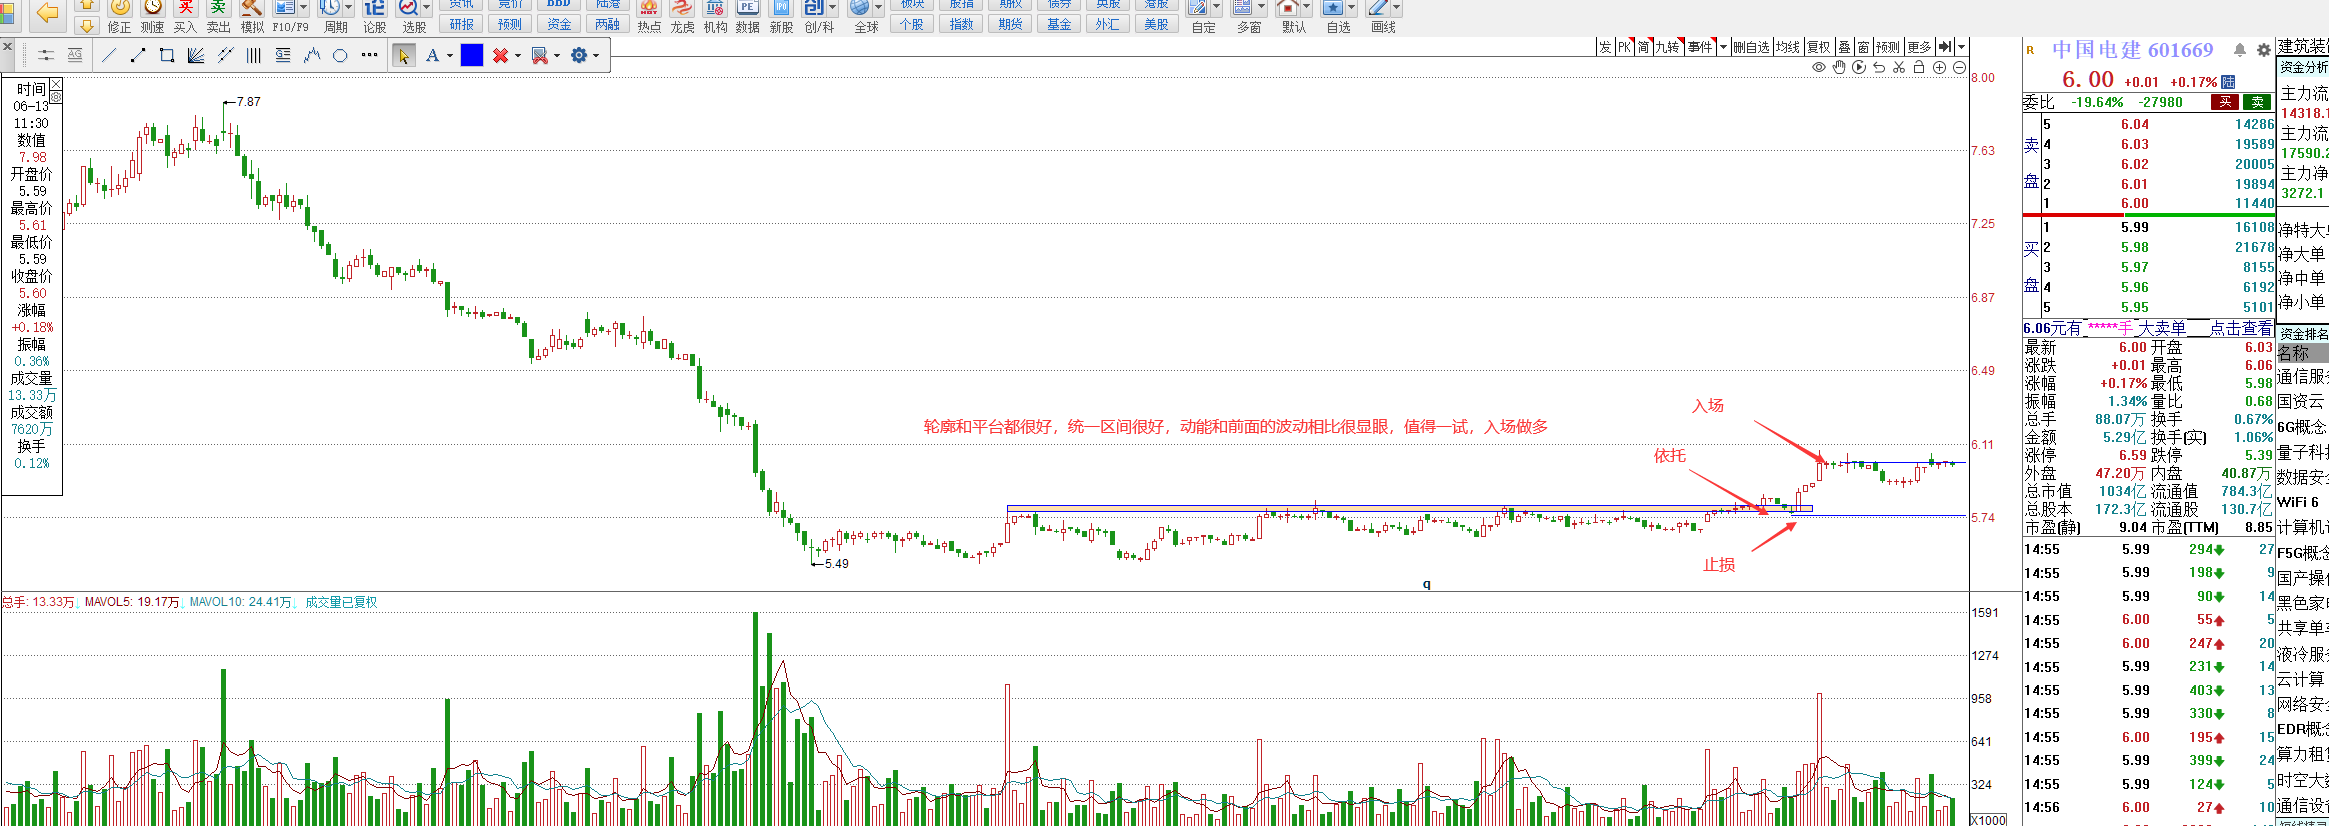 修正 测速 买入 卖出 模拟 F10/F9 周期 论股 选股 研报 预测 资金 两融 热点 龙虎 机构 数据 新股 创/科 全球 个股 指数 期货 基金 外汇 美股 自定 多窗 默认 自选 画线
发 PK 简 九转 事件 删自选 均线 复权 叠 窗 预测 更多
时间
06-13
11:30
数值
7.98
开盘价
5.59
最高价
5.61
最低价
5.59
收盘价
5.60
涨幅
+0.18%
振幅
0.36%
成交量
13.33万
成交额
7620万
换手
0.12%
7.87
5.49
轮廓和平台都很好，统一区间很好，动能和前面的波动相比很显眼，值得一试，入场做多
入场
依托
止损
q
8.00
7.63
7.25
6.87
6.49
6.11
5.74
总手: 13.33万↓ MAVOL5: 19.17万↓ MAVOL10: 24.41万↓ 成交量已复权
1591
1274
958
641
324
X1000
R 中国电建 601669
6.00 +0.01 +0.17% 陆
委比 -19.64% -27980 买 卖
卖盘
5 6.04 14286
4 6.03 19589
3 6.02 20005
2 6.01 19894
1 6.00 11440
买盘
1 5.99 16108
2 5.98 21678
3 5.97 8155
4 5.96 6192
5 5.95 5101
6.06元有 *****手 大卖单 点击查看
最新 6.00 开盘 6.03
涨跌 +0.01 最高 6.06
涨幅 +0.17% 最低 5.98
振幅 1.34% 量比 0.68
总手 88.07万 换手 0.67%
金额 5.29亿 换手(实) 1.06%
涨停 6.59 跌停 5.39
外盘 47.20万 内盘 40.87万
总市值 1034亿 流通值 784.3亿
总股本 172.3亿 流通股 130.7亿
市盈(静) 9.04 市盈(TTM) 8.85
14:55 5.99 294 27
14:55 5.99 198 9
14:55 5.99 90 14
14:55 6.00 55 5
14:55 6.00 247 20
14:55 5.99 231 14
14:55 5.99 403 13
14:55 5.99 330 8
14:55 6.00 195 15
14:55 5.99 399 24
14:55 5.99 124 5
14:56 6.00 27 10
建筑装
资金分析
主力流
14318.1
主力流
17590.2
主力净
3272.1
净特大
净大单
净中单
净小单
资金排名
名称
通信服
国资云
6G概念
量子科
数据安
WiFi 6
计算机
F5G概念
国产操
黑色家
共享单
液冷服
云计算
网络安
EDR概念
算力租
时空大
通信设